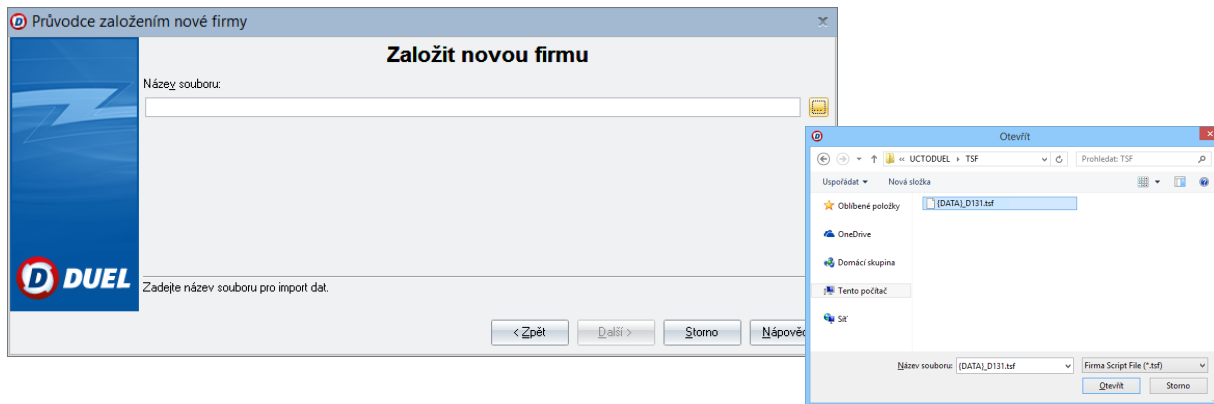 Průvodce založením nové firmy
Založit novou firmu
Název souboru:
DUEL
Zadejte název souboru pro import dat.
< Zpět
Další >
Storno
Nápověd
Otevřít
« UCTODUEL ▸ TSF
Prohledat: TSF
Uspořádat
Nová složka
Oblíbené položky
{DATA}_D131.tsf
OneDrive
Domácí skupina
Tento počítač
Síť
Název souboru: {DATA}_D131.tsf
Firma Script File (*.tsf)
Otevřít
Storno